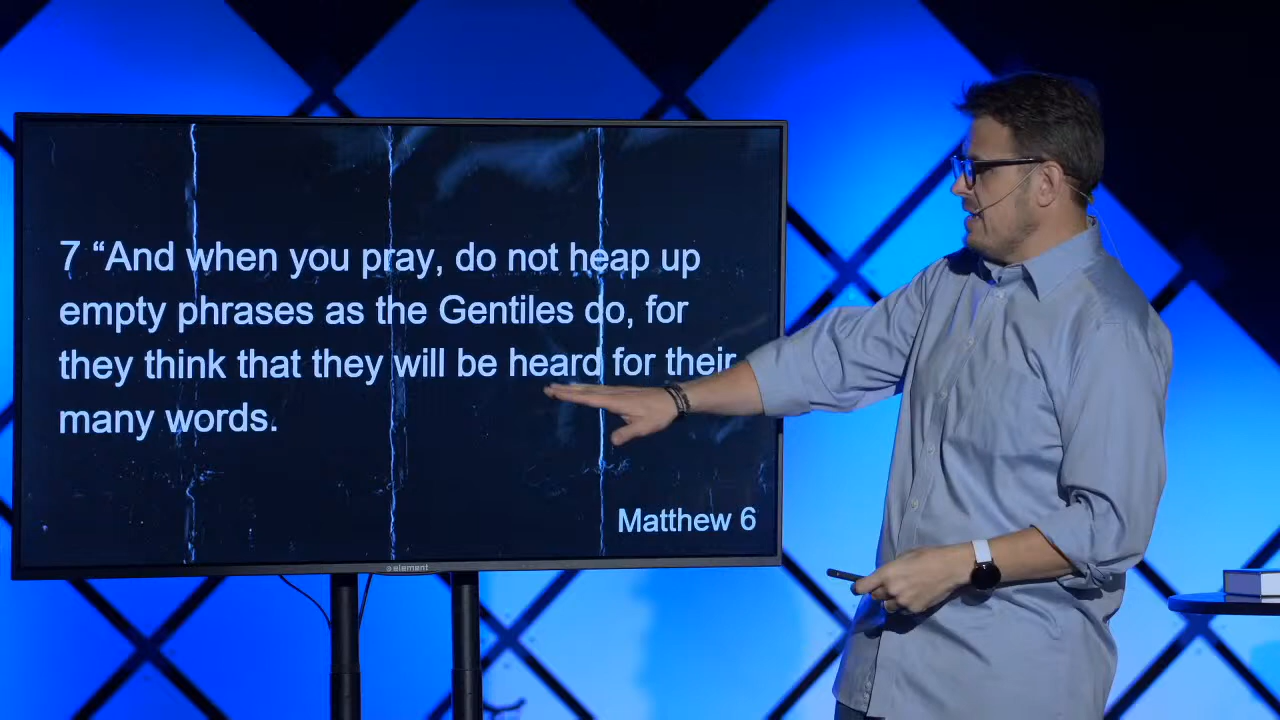 7 “And when you pray, do not heap up
empty phrases as the Gentiles do, for
they think that they will be heard for their
many words.
Matthew 6
element